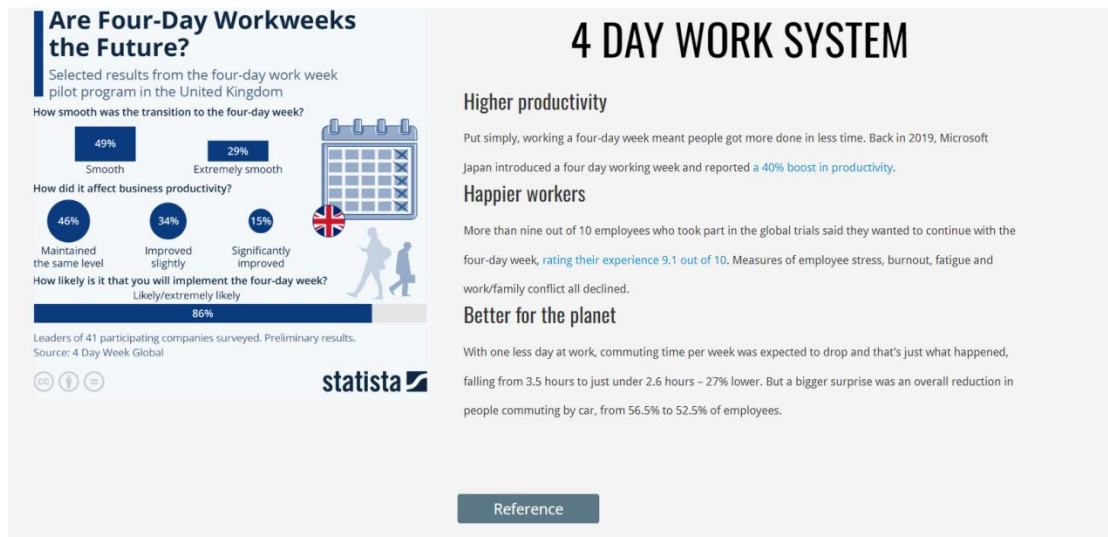 Are Four-Day Workweeks
the Future?
Selected results from the four-day work week
pilot program in the United Kingdom
How smooth was the transition to the four-day week?
49%
29%
Smooth
Extremely smooth
How did it affect business productivity?
46%
34%
15%
Maintained
the same level
Improved
slightly
Significantly
improved
How likely is it that you will implement the four-day week?
Likely/extremely likely
86%
Leaders of 41 participating companies surveyed. Preliminary results.
Source: 4 Day Week Global
cc
statista
4 DAY WORK SYSTEM
Higher productivity
Put simply, working a four-day week meant people got more done in less time. Back in 2019, Microsoft
Japan introduced a four day working week and reported a 40% boost in productivity.
Happier workers
More than nine out of 10 employees who took part in the global trials said they wanted to continue with the
four-day week, rating their experience 9.1 out of 10. Measures of employee stress, burnout, fatigue and
work/family conflict all declined.
Better for the planet
With one less day at work, commuting time per week was expected to drop and that’s just what happened,
falling from 3.5 hours to just under 2.6 hours – 27% lower. But a bigger surprise was an overall reduction in
people commuting by car, from 56.5% to 52.5% of employees.
Reference